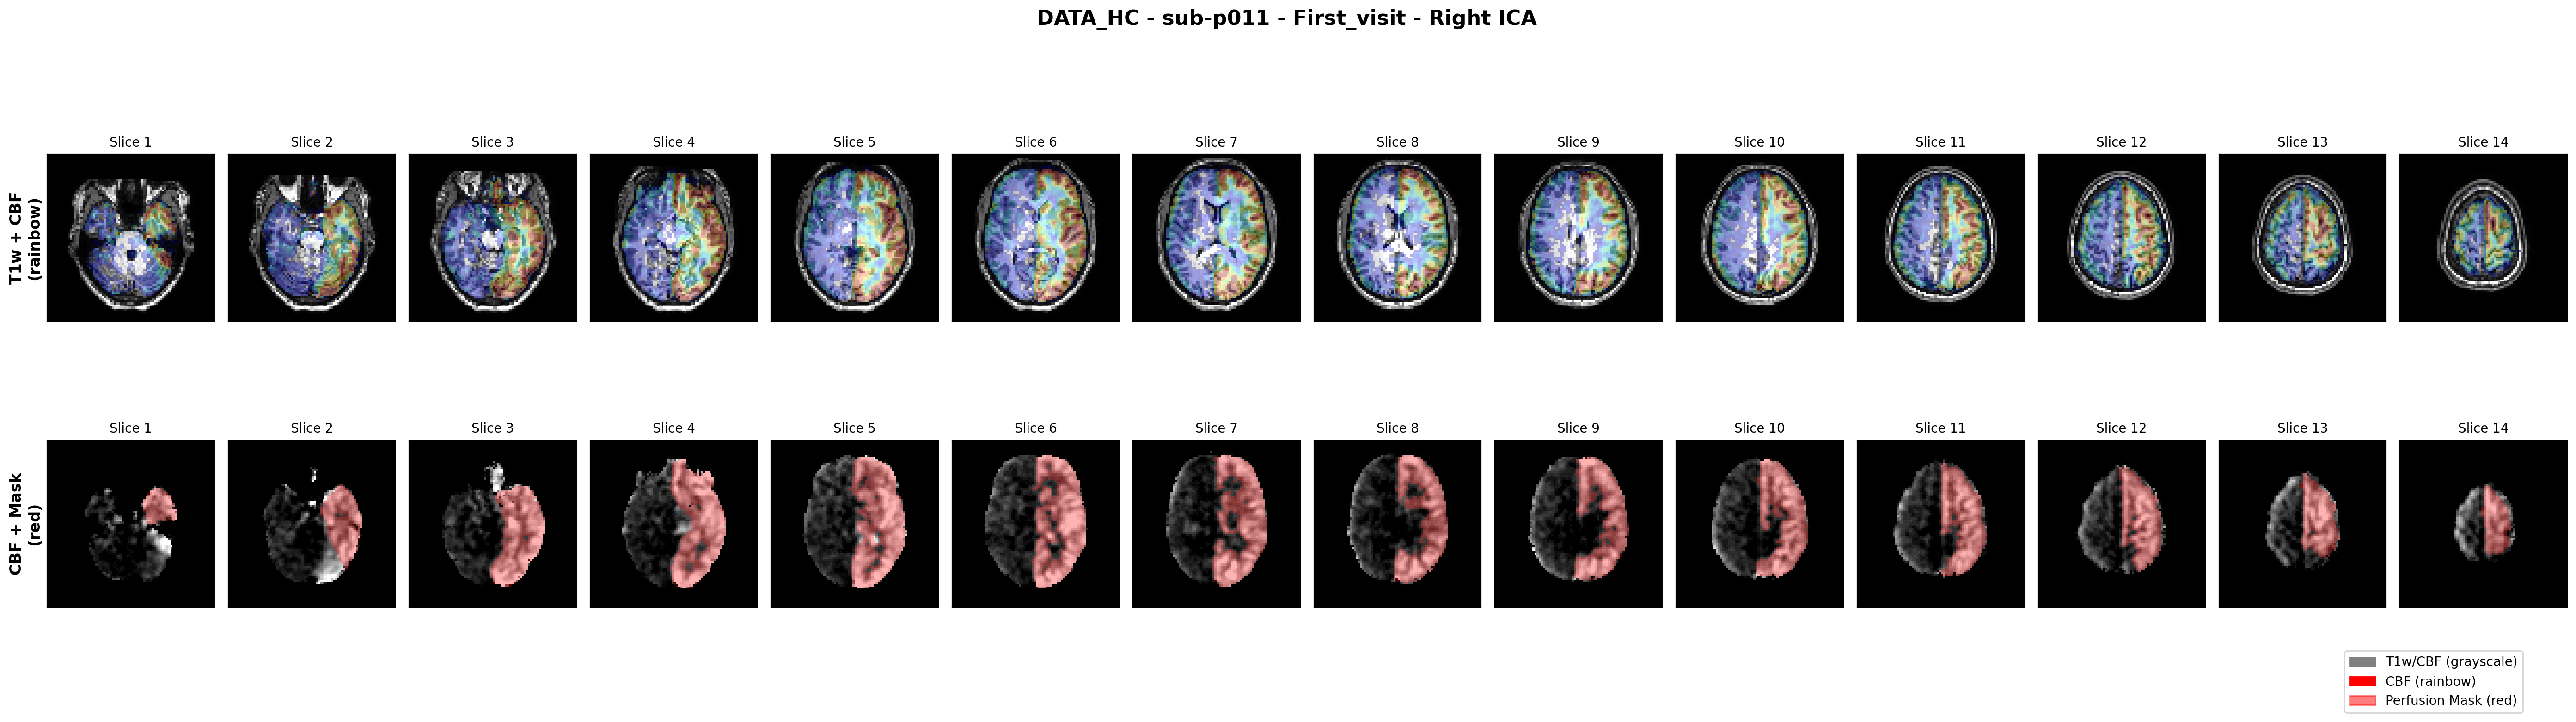 DATA_HC - sub-p011 - First_visit - Right ICA
T1w + CBF
(rainbow)
Slice 1
Slice 2
Slice 3
Slice 4
Slice 5
Slice 6
Slice 7
Slice 8
Slice 9
Slice 10
Slice 11
Slice 12
Slice 13
Slice 14
CBF + Mask
(red)
Slice 1
Slice 2
Slice 3
Slice 4
Slice 5
Slice 6
Slice 7
Slice 8
Slice 9
Slice 10
Slice 11
Slice 12
Slice 13
Slice 14
T1w/CBF (grayscale)
CBF (rainbow)
Perfusion Mask (red)